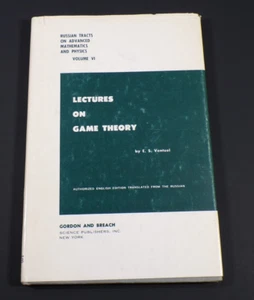 RUSSIAN TRACTS
ON ADVANCED
MATHEMATICS
AND PHYSICS
VOLUME VI
LECTURES
ON
GAME THEORY
by E. S. Ventsel
AUTHORIZED ENGLISH EDITION TRANSLATED FROM THE RUSSIAN
GORDON AND BREACH
SCIENCE PUBLISHERS, INC.
NEW YORK